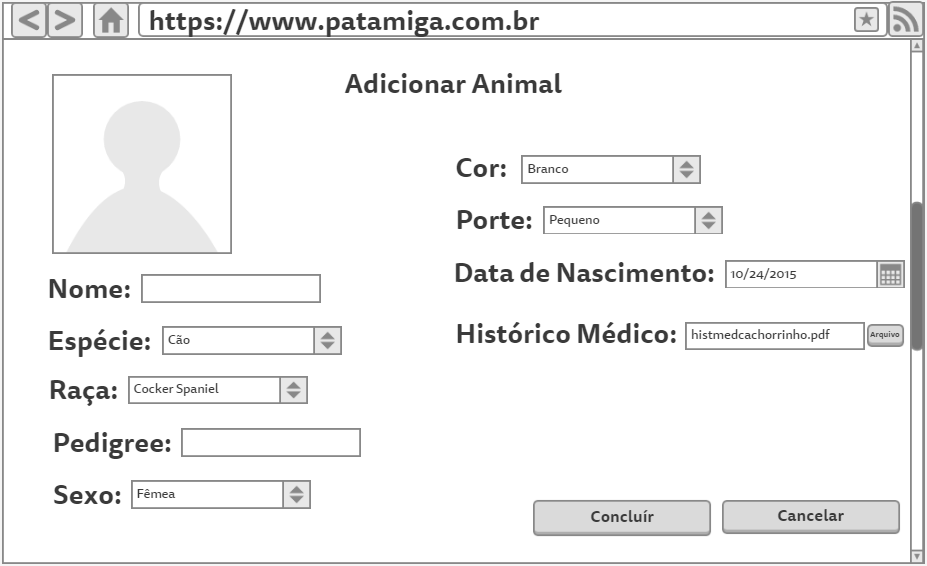 https://www.patamiga.com.br
Adicionar Animal
Nome:
Espécie: Cão
Raça: Cocker Spaniel
Pedigree:
Sexo: Fêmea
Cor: Branco
Porte: Pequeno
Data de Nascimento: 10/24/2015
Histórico Médico: histmedcachorrinho.pdf Arquivo
Concluír Cancelar